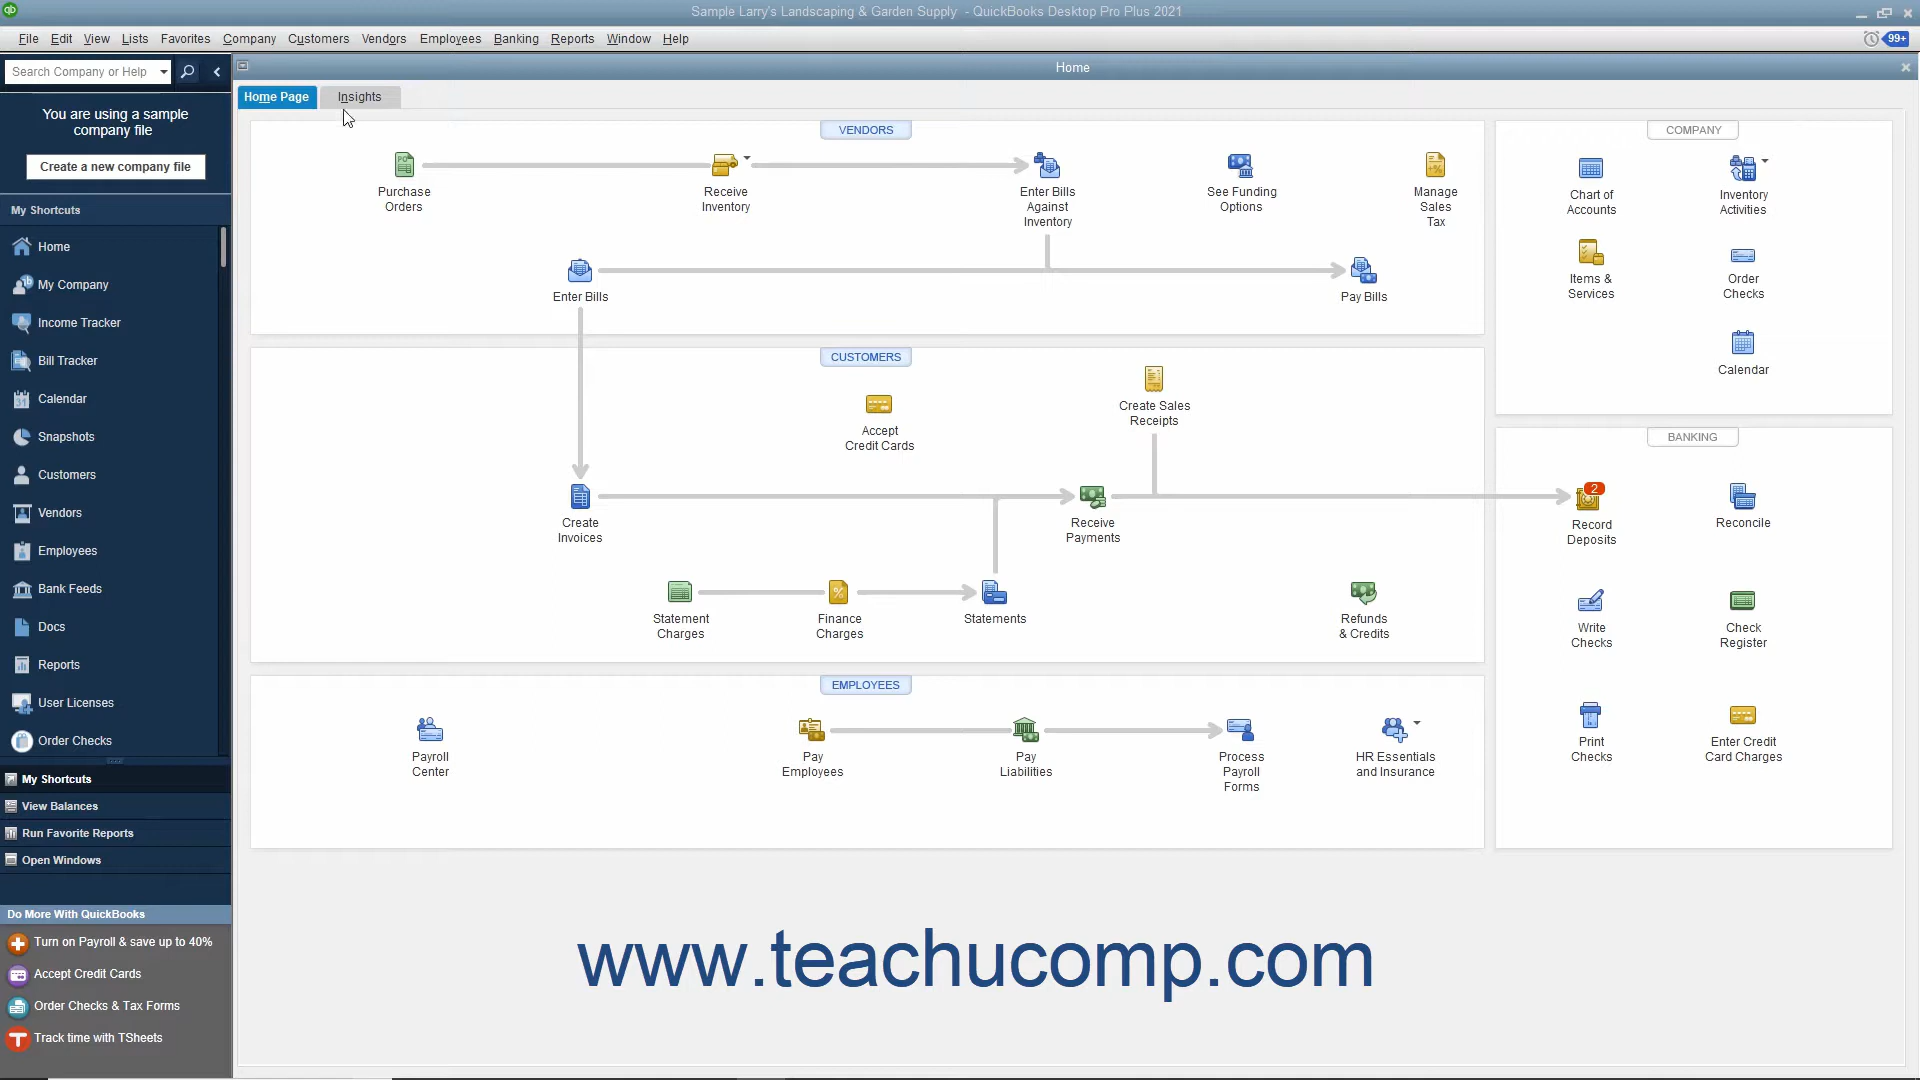 Sample Larry's Landscaping & Garden Supply - QuickBooks Desktop Pro Plus 2021
File Edit View Lists Favorites Company Customers Vendors Employees Banking Reports Window Help
99+
Search Company or Help
Home
You are using a sample
company file
Create a new company file
My Shortcuts
Home
My Company
Income Tracker
Bill Tracker
31
Calendar
Snapshots
Customers
Vendors
Employees
Bank Feeds
Docs
Reports
User Licenses
Order Checks
My Shortcuts
View Balances
Run Favorite Reports
Open Windows
Do More With QuickBooks
Turn on Payroll & save up to 40%
Accept Credit Cards
Order Checks & Tax Forms
Track time with TSheets
Home Page
Insights
VENDORS
Purchase
Orders
Receive
Inventory
Enter Bills
Against
Inventory
See Funding
Options
Manage
Sales
Tax
Enter Bills
Pay Bills
CUSTOMERS
Accept
Credit Cards
Create Sales
Receipts
Create
Invoices
Receive
Payments
Statement
Charges
Finance
Charges
Statements
Refunds
& Credits
EMPLOYEES
Payroll
Center
Pay
Employees
Pay
Liabilities
Process
Payroll
Forms
HR Essentials
and Insurance
COMPANY
Chart of
Accounts
Inventory
Activities
Items &
Services
Order
Checks
Calendar
BANKING
2
Record
Deposits
Reconcile
Write
Checks
Check
Register
Print
Checks
Enter Credit
Card Charges
www.teachucomp.com